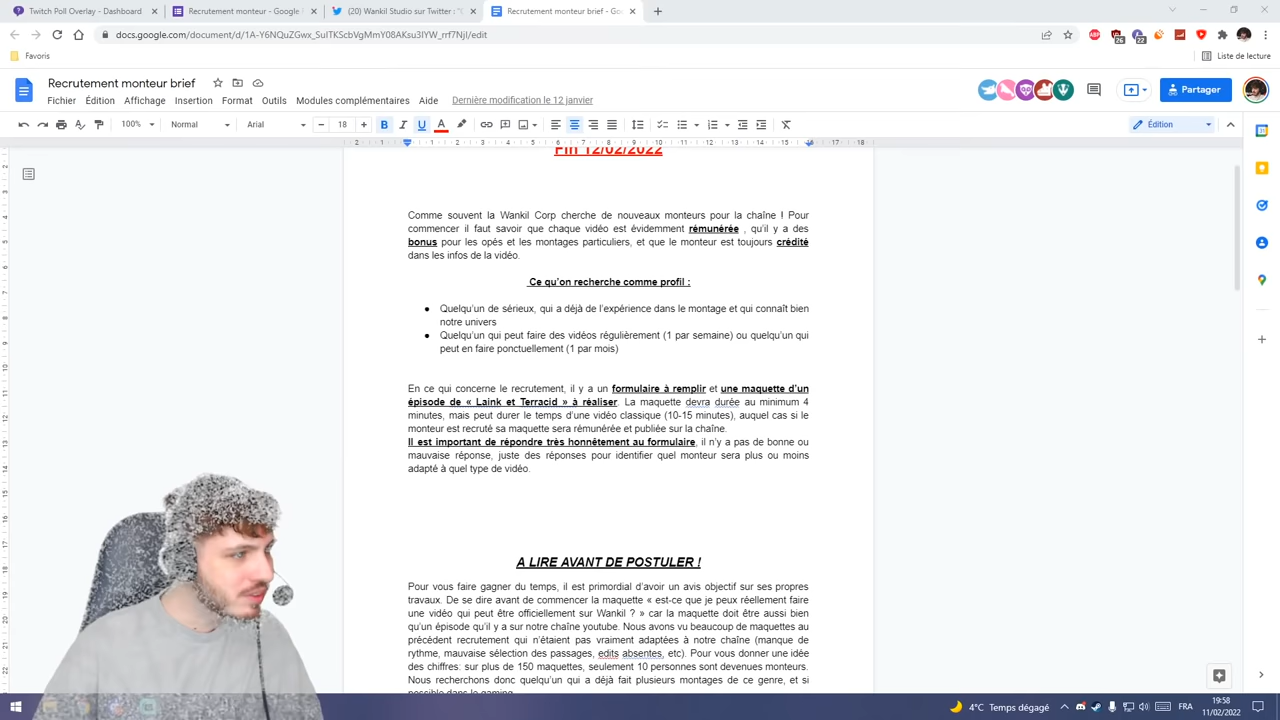 Twitch Poll Overlay - Dashboard
Recrutement monteur - Google
(20) Wankil Studio sur Twitter : "
Recrutement monteur brief - Go
docs.google.com/document/d/1A-Y6NQuZGwx_SuITKScbVgMmY08AKsu3IYW_rrf7NjI/edit
Favoris
Liste de lecture
Recrutement monteur brief
Fichier Édition Affichage Insertion Format Outils Modules complémentaires Aide Dernière modification le 12 janvier
Partager
100% Normal Arial 18
Édition
Fin 12/02/2022
Comme souvent la Wankil Corp cherche de nouveaux monteurs pour la chaîne ! Pour
commencer il faut savoir que chaque vidéo est évidemment rémunérée , qu'il y a des
bonus pour les opés et les montages particuliers, et que le monteur est toujours crédité
dans les infos de la vidéo.
Ce qu'on recherche comme profil :
● Quelqu'un de sérieux, qui a déjà de l'expérience dans le montage et qui connaît bien
notre univers
● Quelqu'un qui peut faire des vidéos régulièrement (1 par semaine) ou quelqu'un qui
peut en faire ponctuellement (1 par mois)
En ce qui concerne le recrutement, il y a un formulaire à remplir et une maquette d'un
épisode de « Laink et Terracid » à réaliser. La maquette devra durée au minimum 4
minutes, mais peut durer le temps d'une vidéo classique (10-15 minutes), auquel cas si le
monteur est recruté sa maquette sera rémunérée et publiée sur la chaîne.
Il est important de répondre très honnêtement au formulaire, il n'y a pas de bonne ou
mauvaise réponse, juste des réponses pour identifier quel monteur sera plus ou moins
adapté à quel type de vidéo.
A LIRE AVANT DE POSTULER !
Pour vous faire gagner du temps, il est primordial d'avoir un avis objectif sur ses propres
travaux. De se dire avant de commencer la maquette « est-ce que je peux réellement faire
une vidéo qui peut être officiellement sur Wankil ? » car la maquette doit être aussi bien
qu'un épisode qu'il y a sur notre chaîne youtube. Nous avons vu beaucoup de maquettes au
précédent recrutement qui n'étaient pas vraiment adaptées à notre chaîne (manque de
rythme, mauvaise sélection des passages, edits absentes, etc). Pour vous donner une idée
des chiffres: sur plus de 150 maquettes, seulement 10 personnes sont devenues monteurs.
Nous recherchons donc quelqu'un qui a déjà fait plusieurs montages de ce genre, et si
possible dans le gaming.
4°C Temps dégagé
FRA
19:58
11/02/2022